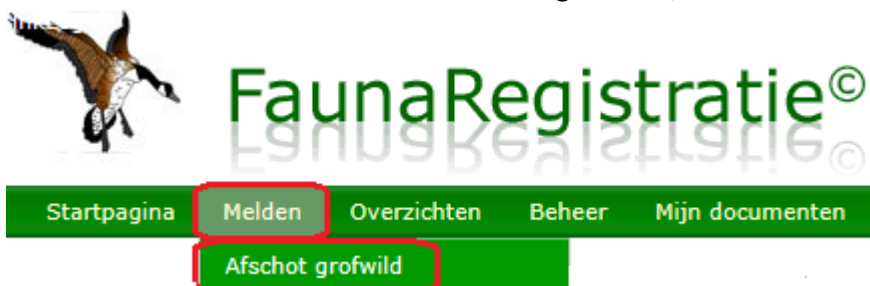 FaunaRegistratie©
Startpagina Melden Overzichten Beheer Mijn documenten
Afschot grofwild